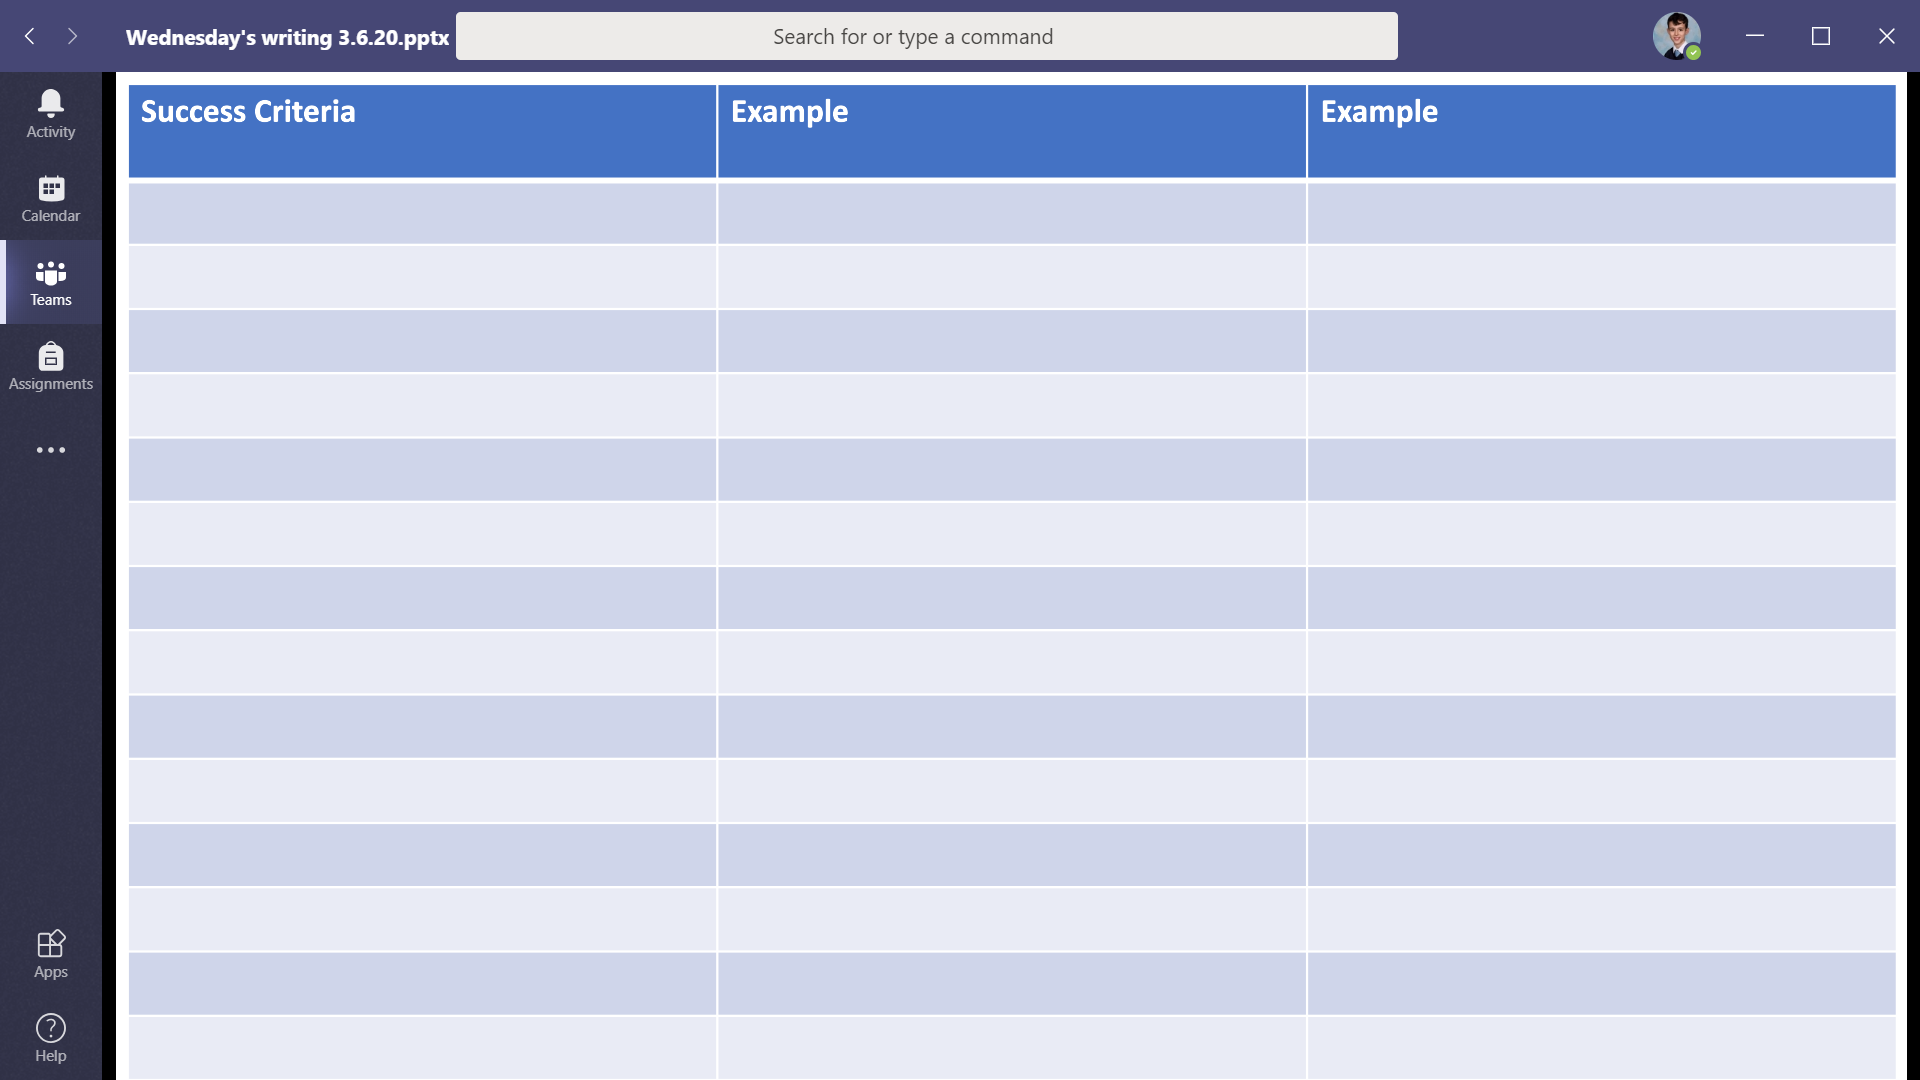 Wednesday's writing 3.6.20.pptx
Search for or type a command
Activity
Calendar
Teams
Assignments
Apps
Help
Success Criteria
Example
Example